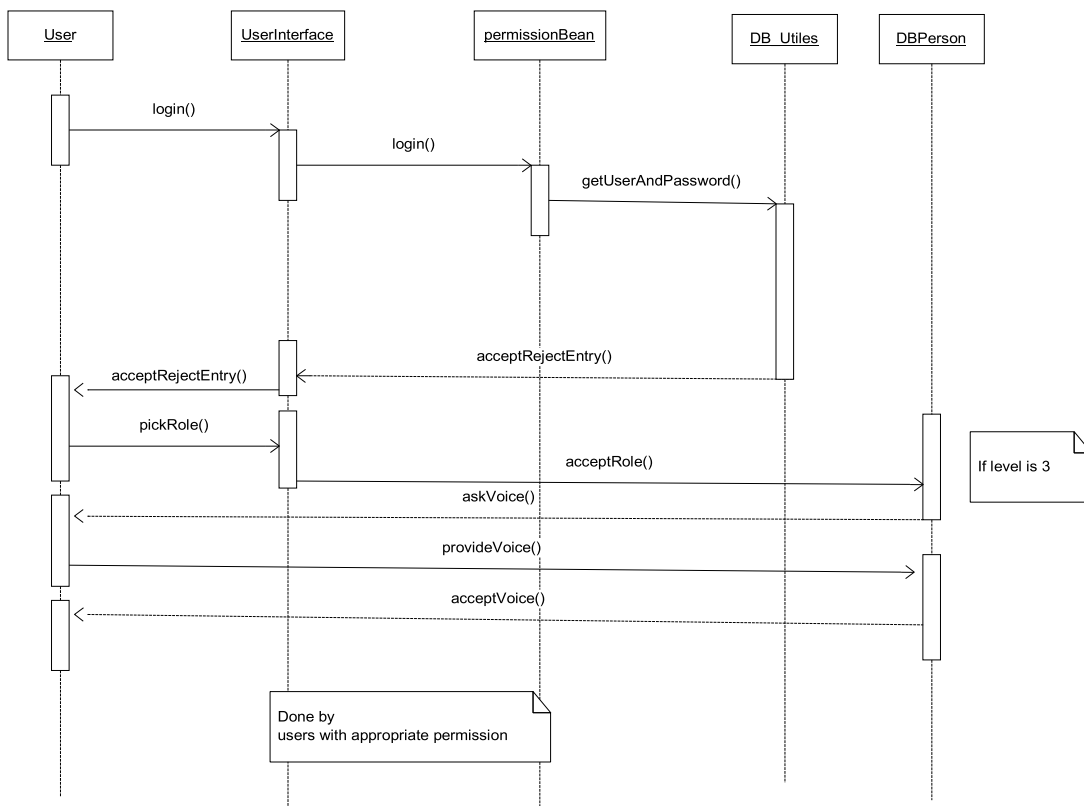 User
UserInterface
permissionBean
DB_Utiles
DBPerson
login()
login()
getUserAndPassword()
acceptRejectEntry()
acceptRejectEntry()
pickRole()
acceptRole()
If level is 3
askVoice()
provideVoice()
acceptVoice()
Done by
users with appropriate permission